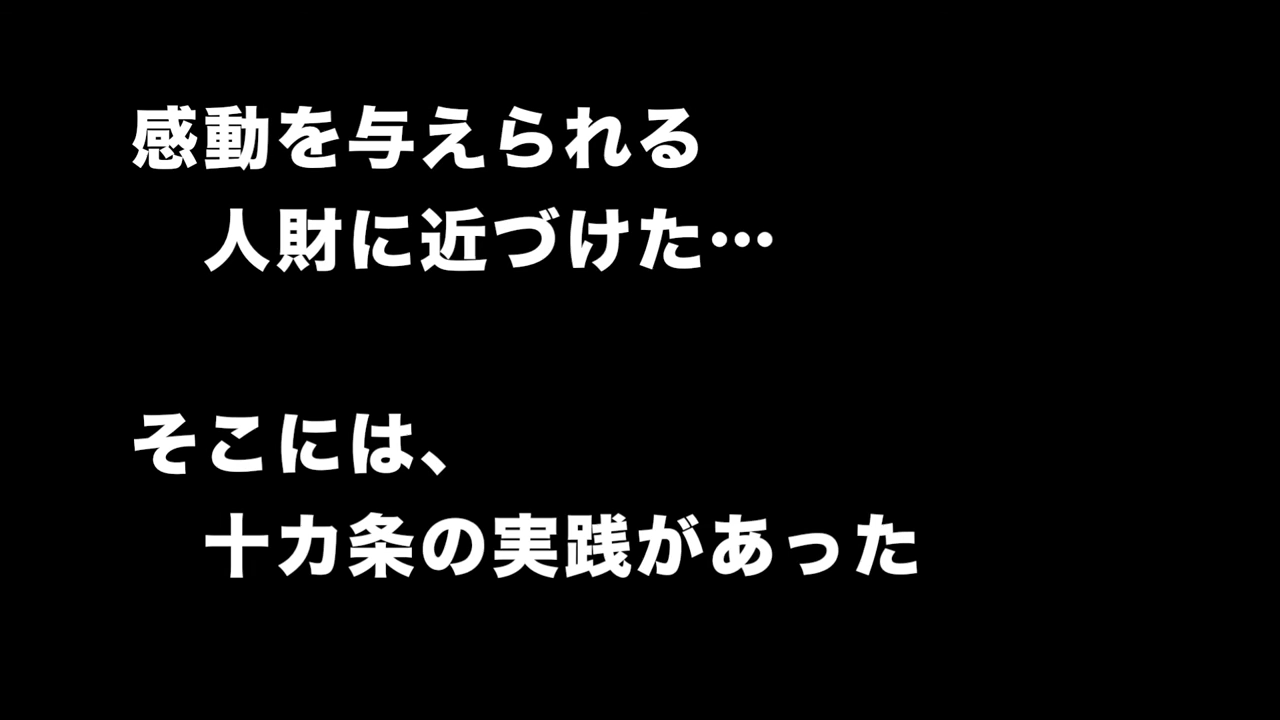 感動を与えられる
人財に近づけた…
そこには、
十カ条の実践があった